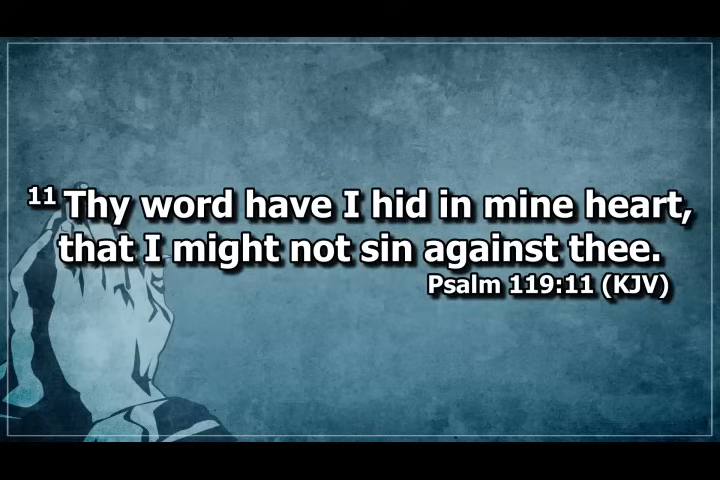 11 Thy word have I hid in mine heart,
that I might not sin against thee.
Psalm 119:11 (KJV)